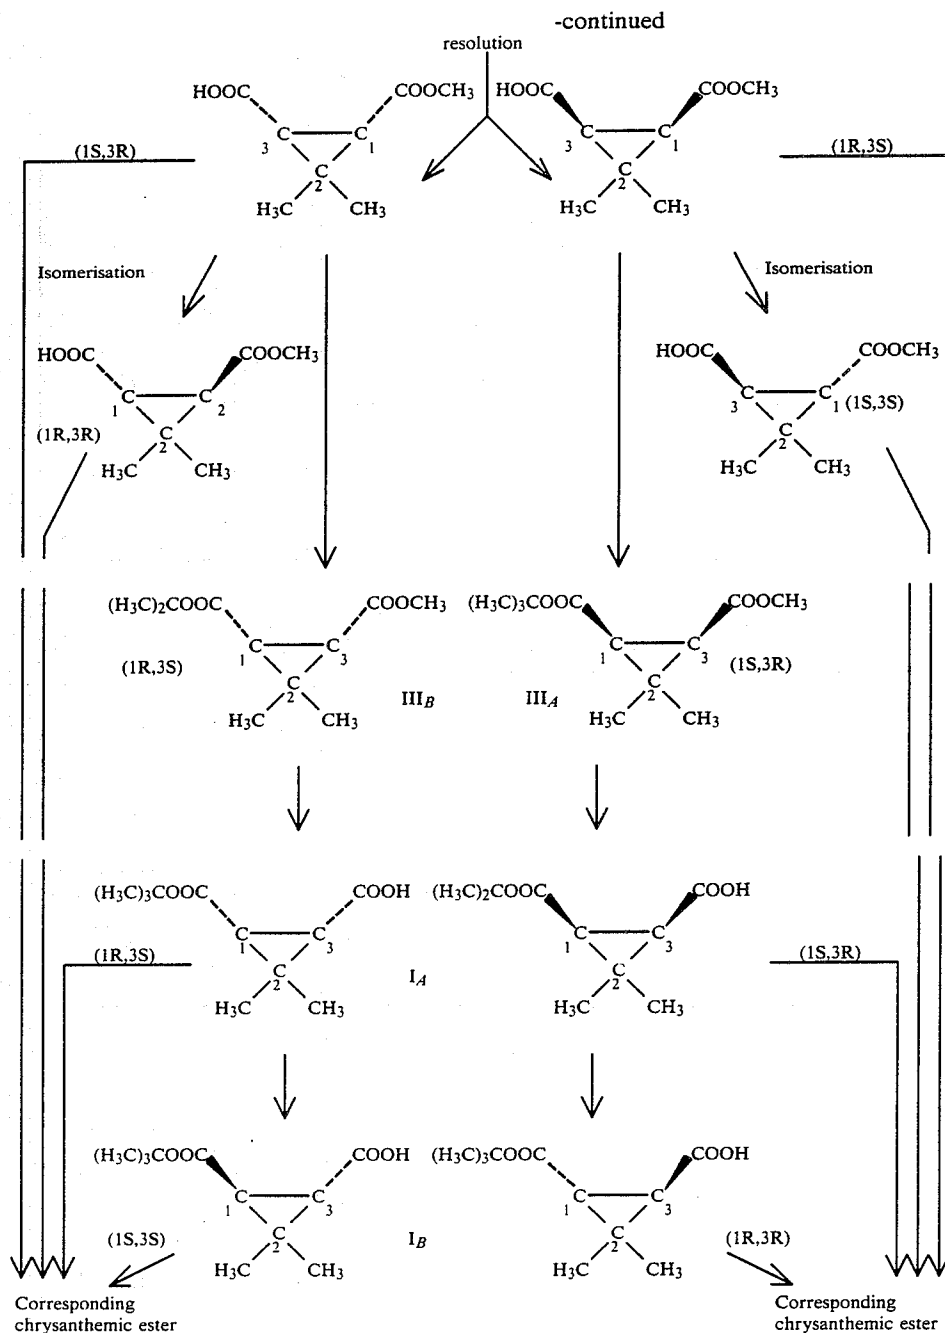 -continued
resolution
HOOC COOCH3 HOOC COOCH3
(1S,3R) C 3 C 1 C 3 C 1 (1R,3S)
C 2 C 2
H3C CH3 H3C CH3
Isomerisation Isomerisation
HOOC COOCH3 HOOC COOCH3
C 1 C 2 C 3 C 1 (1S,3S)
(1R,3R) C 2 C 2
H3C CH3 H3C CH3
(H3C)2COOC COOCH3 (H3C)3COOC COOCH3
(1R,3S) C 1 C 3 C 1 C 3 (1S,3R)
C 2 IIIB IIIA C 2
H3C CH3 H3C CH3
(H3C)3COOC COOH (H3C)2COOC COOH
(1R,3S) C 1 C 3 C 1 C 3 (1S,3R)
C 2 IA C 2
H3C CH3 H3C CH3
(H3C)3COOC COOH (H3C)3COOC COOH
C 1 C 3 C 1 C 3
(1S,3S) C 2 IB C 2 (1R,3R)
H3C CH3 H3C CH3
Corresponding Corresponding
chrysanthemic ester chrysanthemic ester